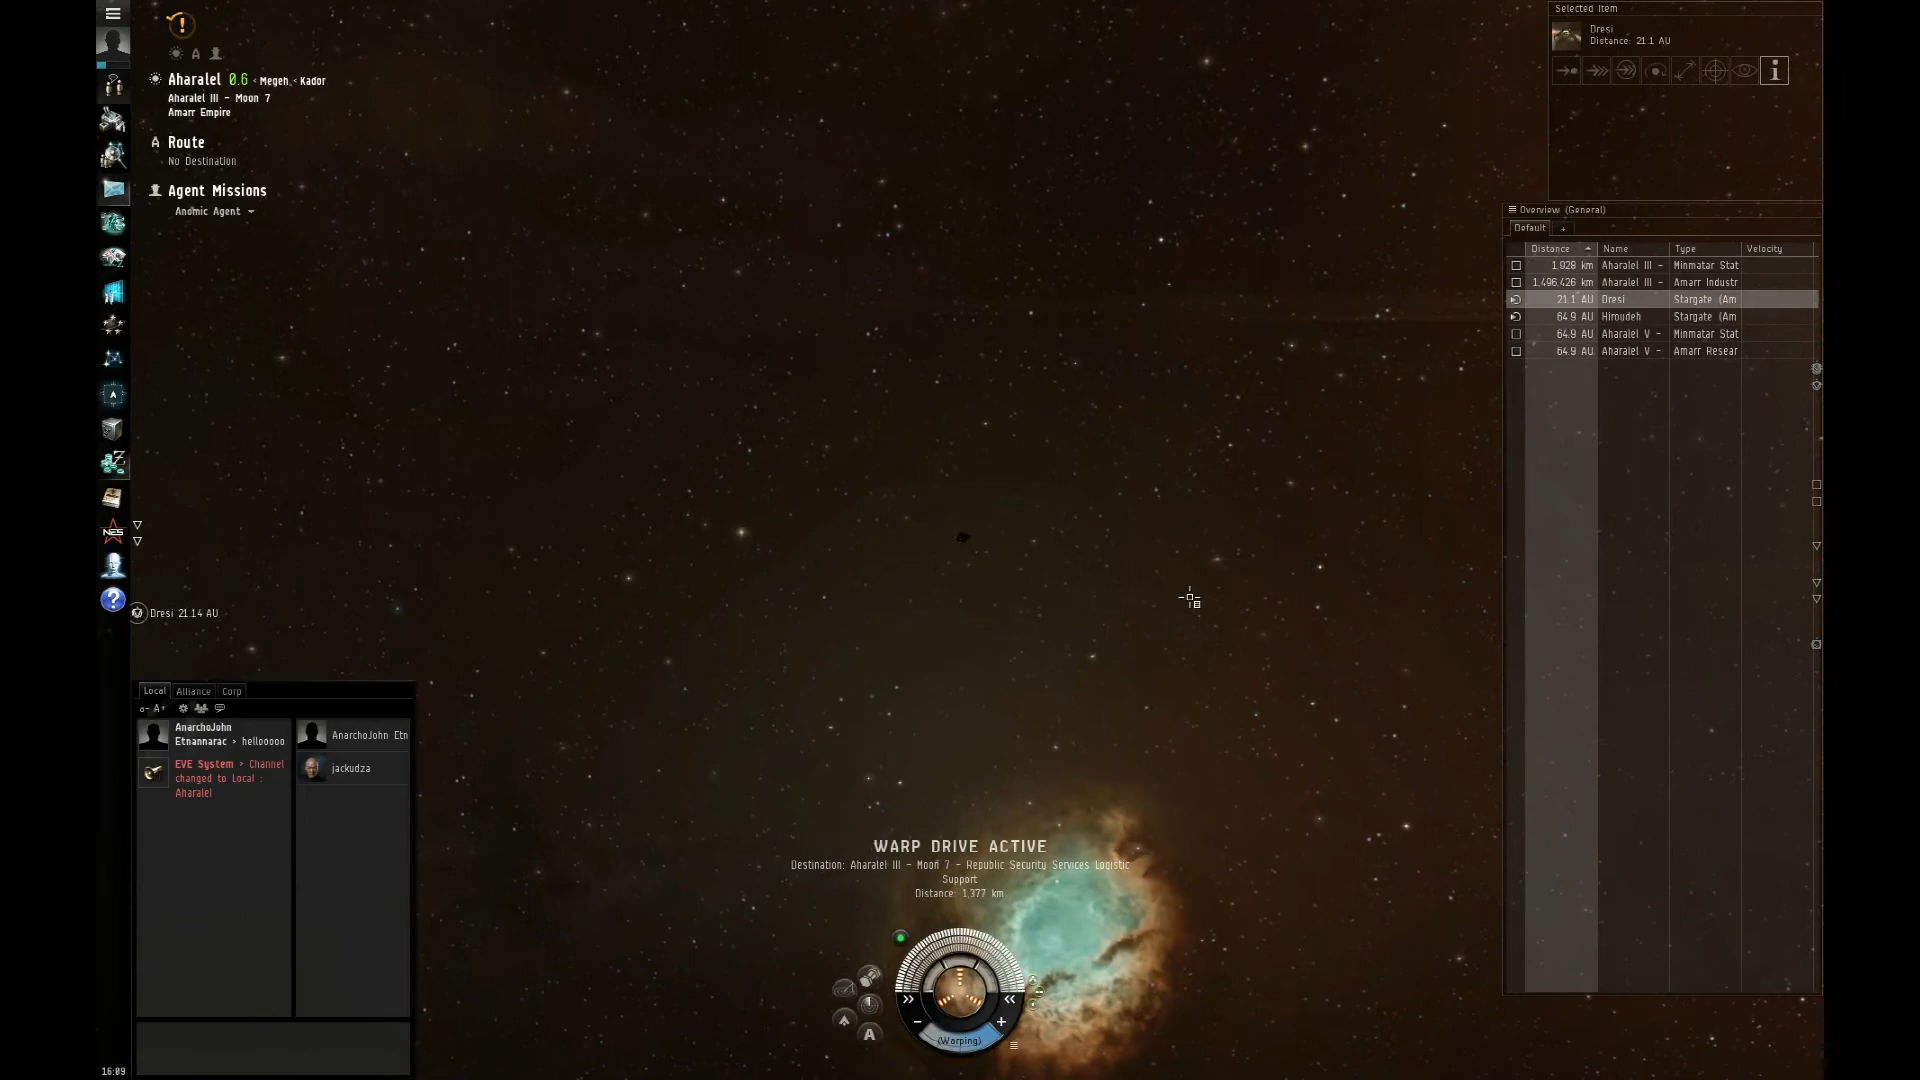 Aharalel 0.6 < Megeh < Kador
Aharalel III - Moon 7
Amarr Empire
Route
No Destination
Agent Missions
Anomic Agent
Selected Item
Dresi
Distance: 21.1 AU
Overview (General)
Default +
Distance Name Type Velocity
1,928 km Aharalel III - Minmatar Stat
1,496,426 km Aharalel III - Amarr Industr
21.1 AU Dresi Stargate (Am
64.9 AU Hiroudeh Stargate (Am
64.9 AU Aharalel V - Minmatar Stat
64.9 AU Aharalel V - Amarr Resear
NES
Dresi 21.14 AU
Local Alliance Corp
a- A+
AnarchoJohn
Etnannarac > hellooooo
EVE System > Channel
changed to Local :
Aharalel
AnarchoJohn Etn
jackudza
WARP DRIVE ACTIVE
Destination: Aharalel III - Moon 7 - Republic Security Services Logistic
Support
Distance: 1,377 km
(Warping)
16:09